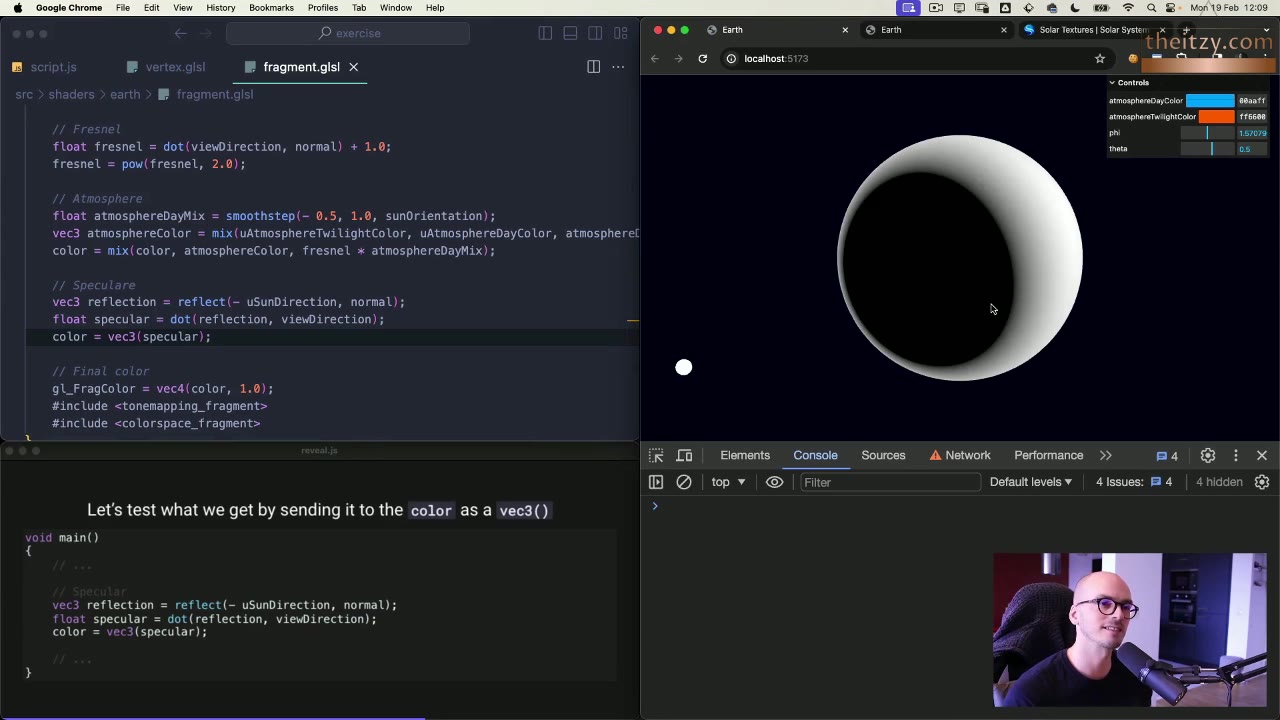 Google Chrome File Edit View History Bookmarks Profiles Tab Window Help
Mon 19 Feb 12:09
exercise
script.js vertex.glsl fragment.glsl
src > shaders > earth > fragment.glsl
// Fresnel
float fresnel = dot(viewDirection, normal) + 1.0;
fresnel = pow(fresnel, 2.0);
// Atmosphere
float atmosphereDayMix = smoothstep(- 0.5, 1.0, sunOrientation);
vec3 atmosphereColor = mix(uAtmosphereTwilightColor, uAtmosphereDayColor, atmosphereD
color = mix(color, atmosphereColor, fresnel * atmosphereDayMix);
// Speculare
vec3 reflection = reflect(- uSunDirection, normal);
float specular = dot(reflection, viewDirection);
color = vec3(specular);
// Final color
gl_FragColor = vec4(color, 1.0);
#include <tonemapping_fragment>
#include <colorspace_fragment>
}
reveal.js
Let's test what we get by sending it to the color as a vec3()
void main()
{
// ...
// Specular
vec3 reflection = reflect(- uSunDirection, normal);
float specular = dot(reflection, viewDirection);
color = vec3(specular);
// ...
}
Earth Earth Solar Textures | Solar System
theitzy.com
localhost:5173
Controls
atmosphereDayColor 00aaff
atmosphereTwilightColor ff6600
phi 1.57079
theta 0.5
Elements Console Sources Network Performance 4
top Filter Default levels 4 Issues: 4 4 hidden